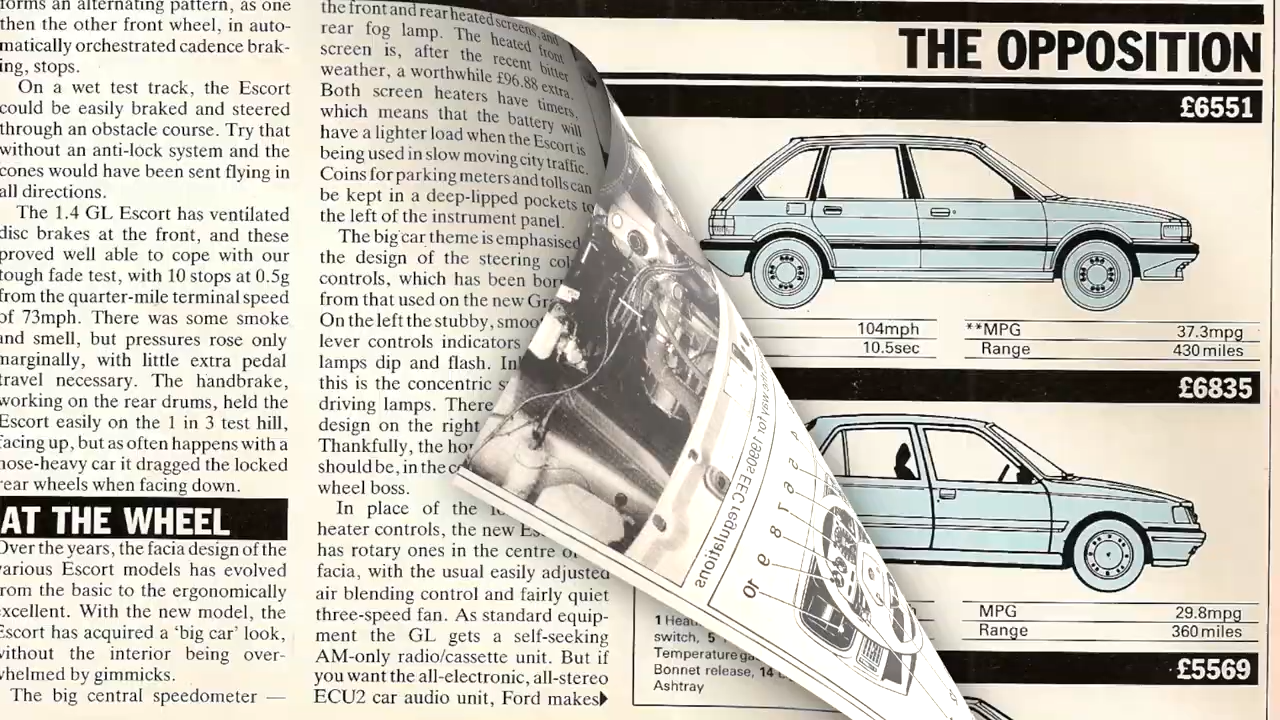 forms an alternating pattern, as one
then the other front wheel, in auto-
matically orchestrated cadence brak-
ing, stops.
On a wet test track, the Escort
could be easily braked and steered
through an obstacle course. Try that
without an anti-lock system and the
cones would have been sent flying in
all directions.
The 1.4 GL Escort has ventilated
disc brakes at the front, and these
proved well able to cope with our
tough fade test, with 10 stops at 0.5g
from the quarter-mile terminal speed
of 73mph. There was some smoke
and smell, but pressures rose only
marginally, with little extra pedal
travel necessary. The handbrake,
working on the rear drums, held the
Escort easily on the 1 in 3 test hill,
facing up, but as often happens with a
nose-heavy car it dragged the locked
rear wheels when facing down.
AT THE WHEEL
Over the years, the facia design of the
various Escort models has evolved
from the basic to the ergonomically
excellent. With the new model, the
Escort has acquired a 'big car' look,
without the interior being over-
whelmed by gimmicks.
The big central speedometer —
the front and rear heated screens, and
rear fog lamp. The heated front
screen is, after the recent bitter
weather, a worthwhile £96.88 extra.
Both screen heaters have timers,
which means that the battery will
have a lighter load when the Escort is
being used in slow moving city traffic.
Coins for parking meters and tolls can
be kept in a deep-lipped pockets to
the left of the instrument panel.
The big car theme is emphasised
the design of the steering
controls, which has been
from that used on the new
On the left the stubby,
lever controls indicators
lamps dip and flash.
this is the concentric
driving lamps. There
design on the right
Thankfully, the
should be, in the
wheel boss.
In place of the
heater controls, the new
has rotary ones in the centre
facia, with the usual easily adjusted
air blending control and fairly quiet
three-speed fan. As standard equip-
ment the GL gets a self-seeking
AM-only radio/cassette unit. But if
you want the all-electronic, all-stereo
ECU2 car audio unit, Ford makes
way for 1990s EEC regulations
4
5
6
7
8
9
10
1
switch, 5
Temperature
Bonnet release, 14
Ashtray
THE OPPOSITION
£6551
104mph **MPG 37.3mpg
10.5sec Range 430 miles
£6835
MPG 29.8mpg
Range 360 miles
£5569